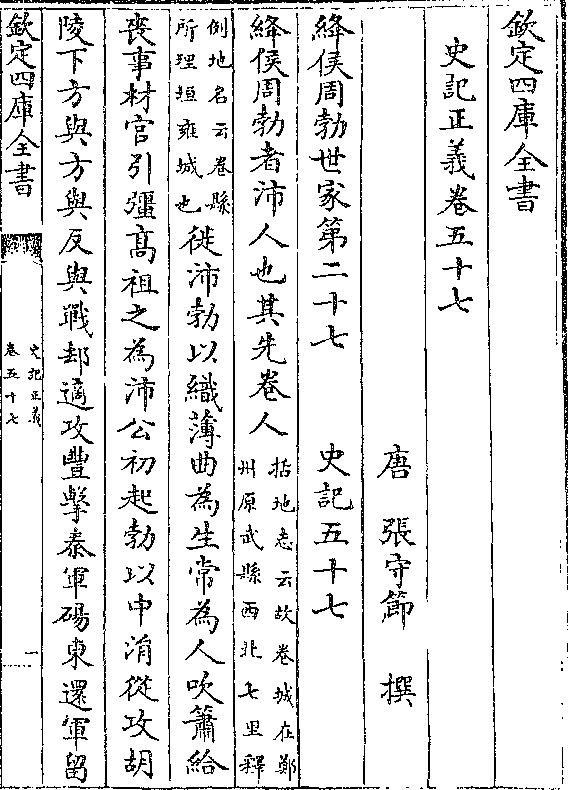 欽定四庫全書
史記正義卷五十七
唐 張守節 撰
絳侯周勃世家第二十七 史記五十七
絳侯周勃者沛人也其先卷人括地志云故卷城在鄭州原武縣西北七里釋
例地名云卷縣所理垣雍城也徙沛勃以織薄曲為生常為人吹簫給
喪事材官引彊高祖之為沛公初起勃以中涓從攻胡
陵下方與方與反與戰却適攻豐擊秦軍碭東還軍留
欽定四庫全書
史記正義
卷五十七
一